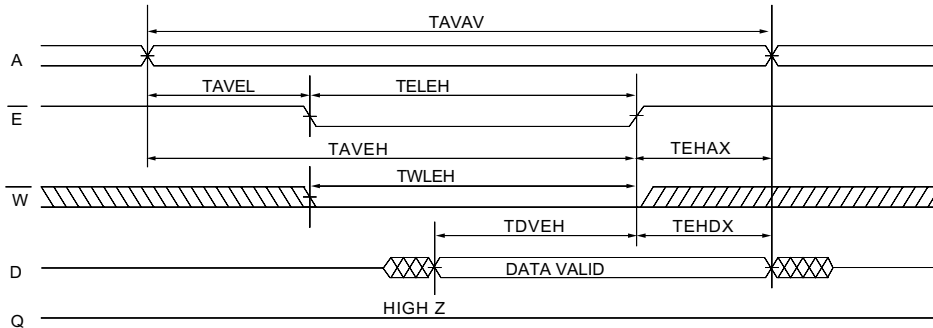 TAVAV
A
TAVEL TELEH
E
TAVEH TEHAX
TWLEH
W
TDVEH TEHDX
D DATA VALID
HIGH Z
Q